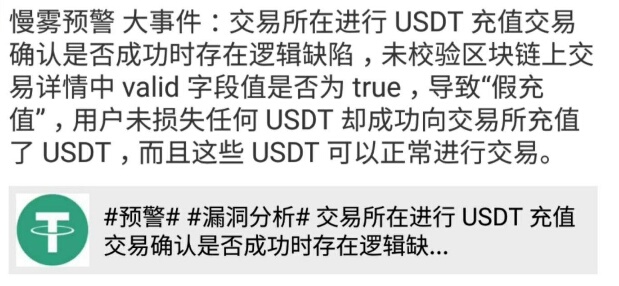 慢雾预警 大事件：交易所在进行 USDT 充值交易
确认是否成功时存在逻辑缺陷，未校验区块链上交
易详情中 valid 字段值是否为 true，导致“假充
值”，用户未损失任何 USDT 却成功向交易所充值
了 USDT，而且这些 USDT 可以正常进行交易。
#预警# #漏洞分析# 交易所在进行 USDT 充值
交易确认是否成功时存在逻辑缺...